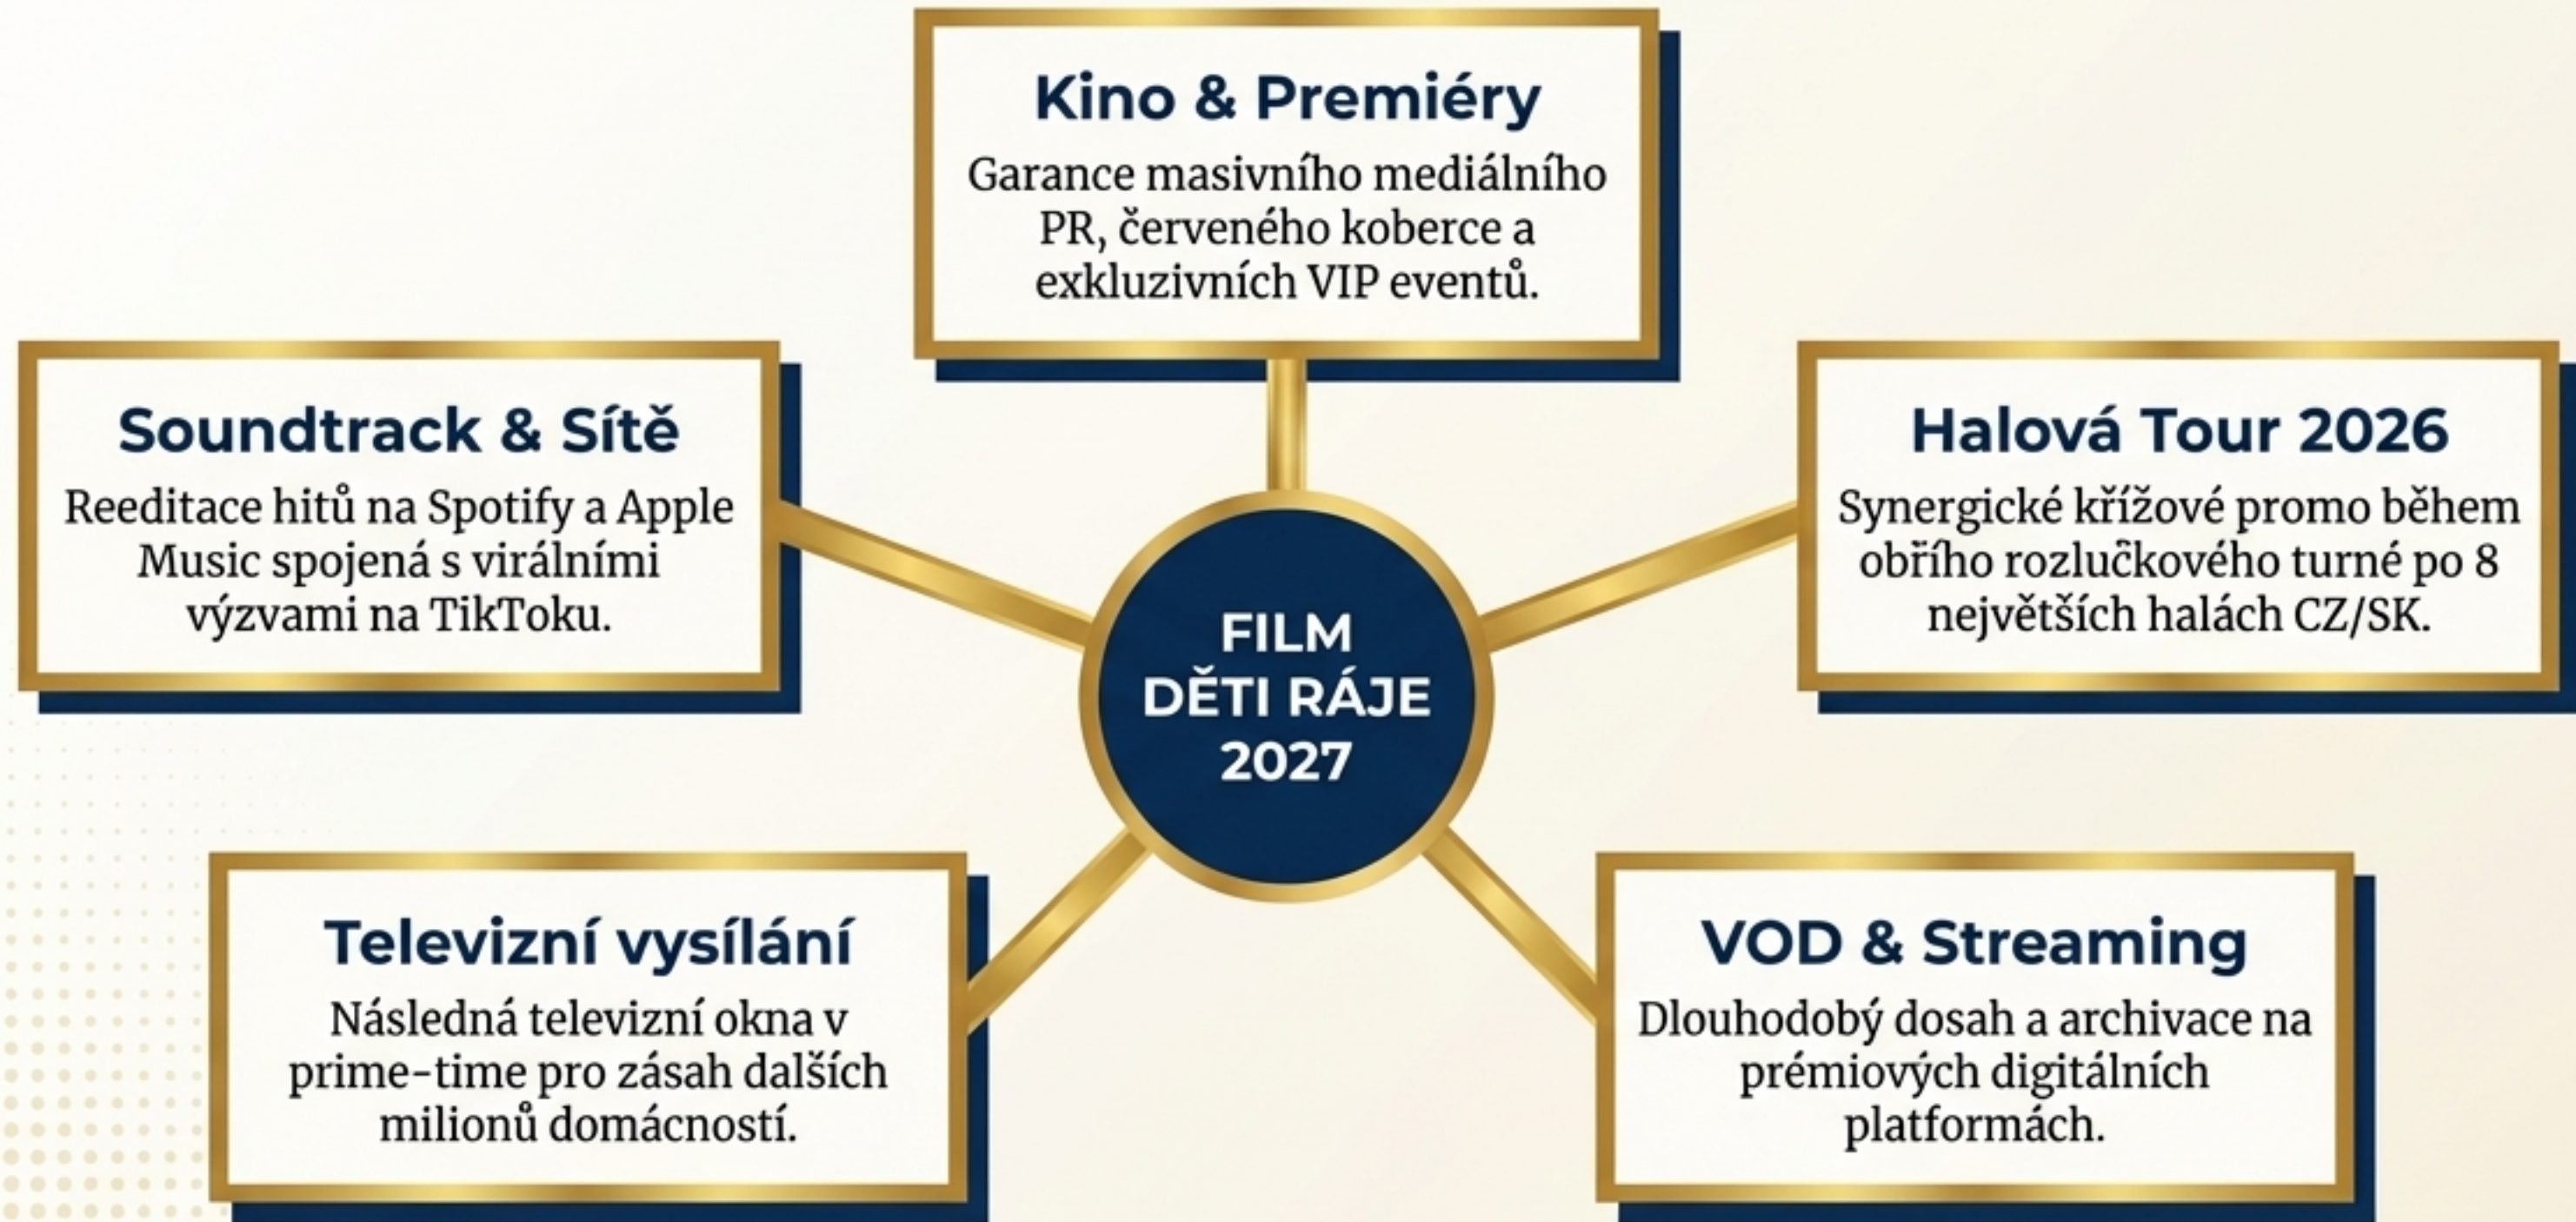 Kino & Premiéry
Garance masivního mediálního
PR, červeného koberce a
exkluzivních VIP eventů.
Soundtrack & Sítě
Reeditace hitů na Spotify a Apple
Music spojená s virálními
výzvami na TikToku.
Halová Tour 2026
Synergické křížové promo během
obřího rozlučkového turné po 8
největších halách CZ/SK.
FILM
DĚTI RÁJE
2027
Televizní vysílání
Následná televizní okna v
prime-time pro zásah dalších
milionů domácností.
VOD & Streaming
Dlouhodobý dosah a archivace na
prémiových digitálních
platformách.